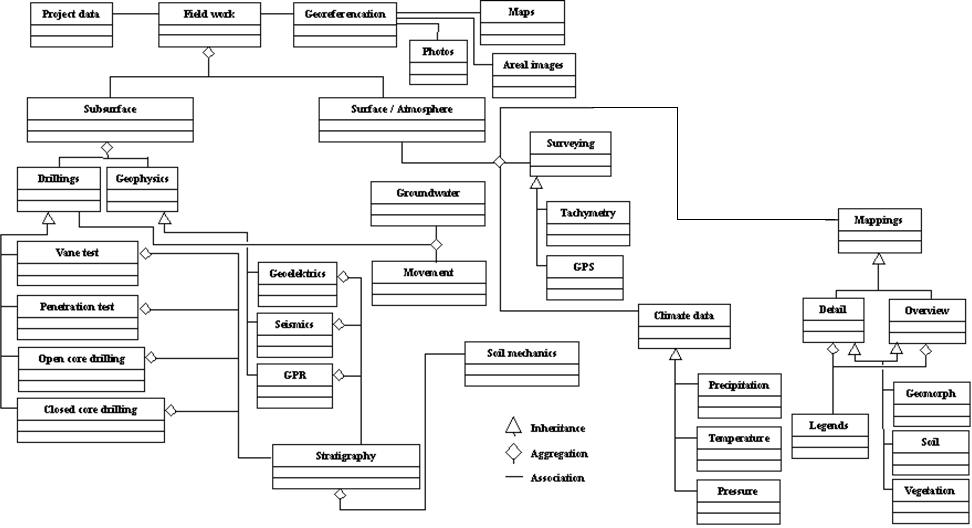 Project data
Field work
Georeferencation
Maps
Photos
Areal images
Subsurface
Surface / Atmosphere
Surveying
Drillings
Geophysics
Groundwater
Tachymetry
Mappings
Vane test
Movement
Geoelektrics
GPS
Penetration test
Seismics
Climate data
Detail
Overview
Open core drilling
GPR
Soil mechanics
Precipitation
Geomorph
Closed core drilling
Legends
Inheritance
Temperature
Soil
Stratigraphy
Aggregation
Association
Pressure
Vegetation